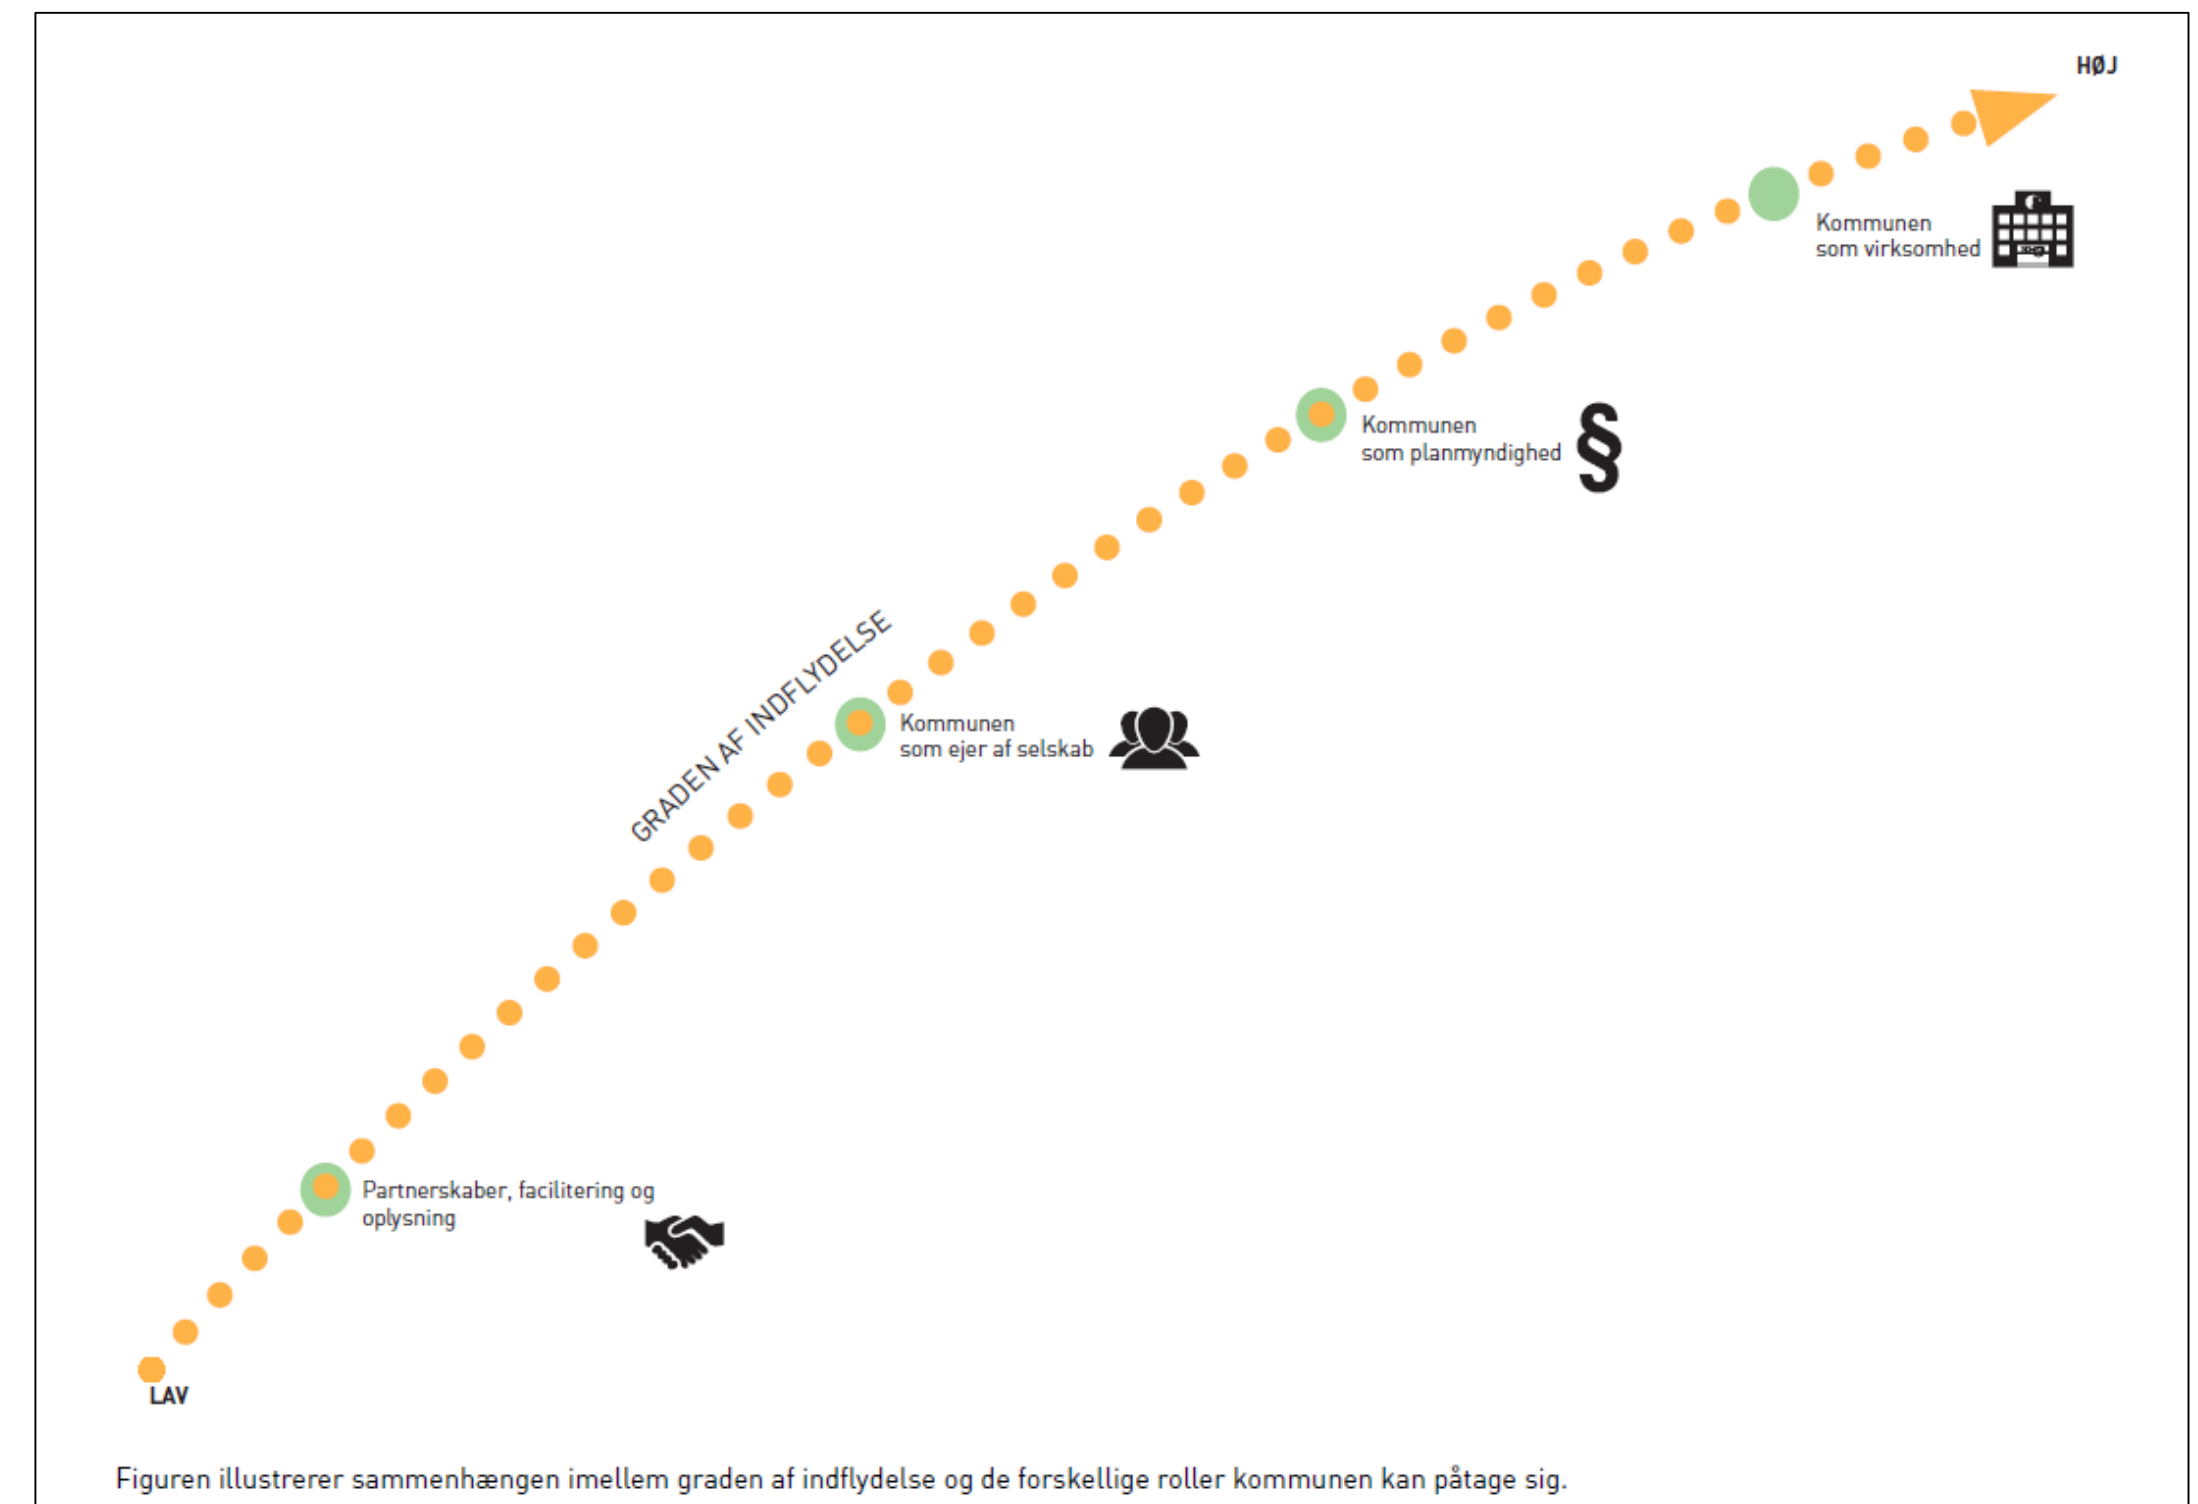 HØJ
Kommunen
som virksomhed
Kommunen
som planmyndighed
§
GRADEN AF INDFLYDELSE
Kommunen
som ejer af selskab
Partnerskaber, facilitering og
oplysning
LAV
Figuren illustrerer sammenhængen imellem graden af indflydelse og de forskellige roller kommunen kan påtage sig.